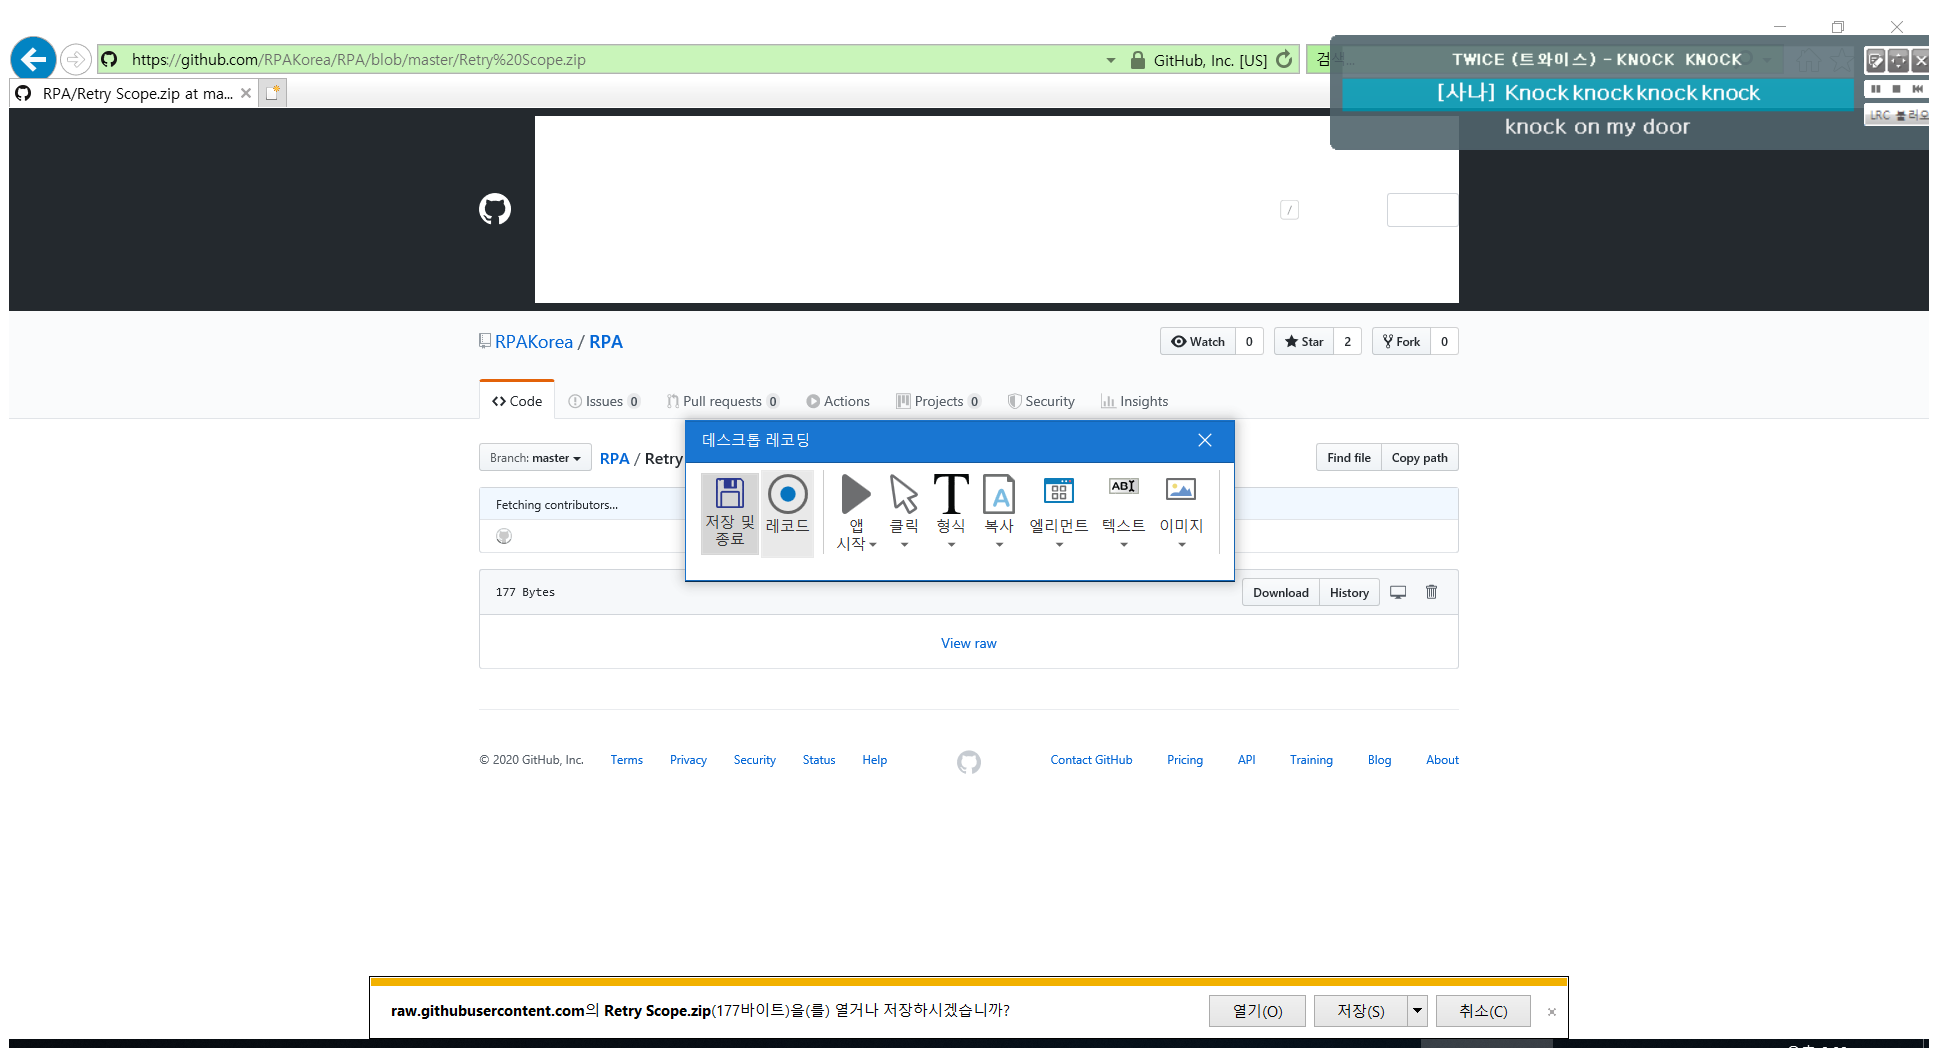 https://github.com/RPAKorea/RPA/blob/master/Retry%20Scope.zip
GitHub, Inc. [US]
RPA/Retry Scope.zip at ma...
TWICE (트와이스) - KNOCK KNOCK
[사나] Knock knock knock knock
knock on my door
LRC 불러오
/
RPAKorea / RPA
Watch 0
Star 2
Fork 0
Code
Issues 0
Pull requests 0
Actions
Projects 0
Security
Insights
데스크톱 레코딩
Branch: master
RPA / Retry
Find file
Copy path
저장 및
종료
레코드
앱
시작
클릭
형식
복사
엘리먼트
텍스트
이미지
Fetching contributors...
177 Bytes
Download
History
View raw
© 2020 GitHub, Inc.
Terms
Privacy
Security
Status
Help
Contact GitHub
Pricing
API
Training
Blog
About
raw.githubusercontent.com의 Retry Scope.zip(177바이트)을(를) 열거나 저장하시겠습니까?
열기(O)
저장(S)
취소(C)